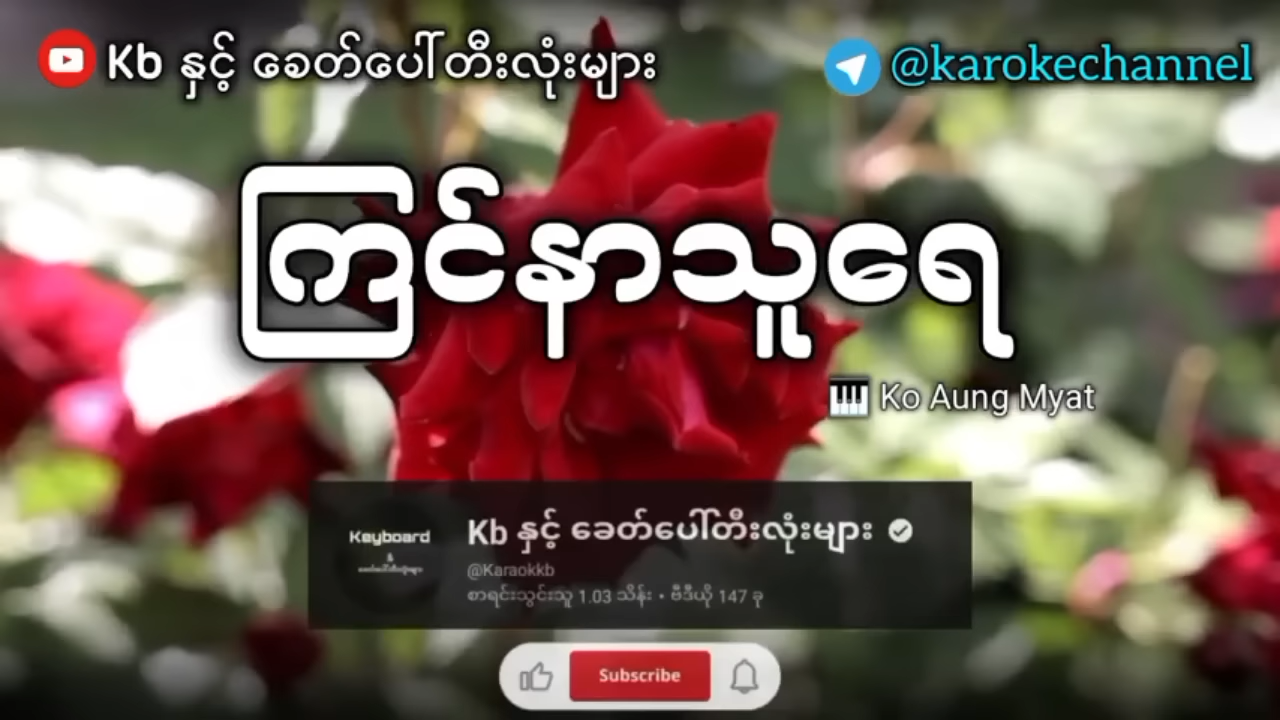 Kb နှင့် ခေတ်ပေါ်တီးလုံးများ
@karokechannel
ကြင်နာသူရေ
Ko Aung Myat
Keyboard
&
Kb နှင့် ခေတ်ပေါ်တီးလုံးများ
@Karaokkb
စာရင်းသွင်းသူ 1.03 သိန်း • ဗီဒီယို 147 ခု
Subscribe